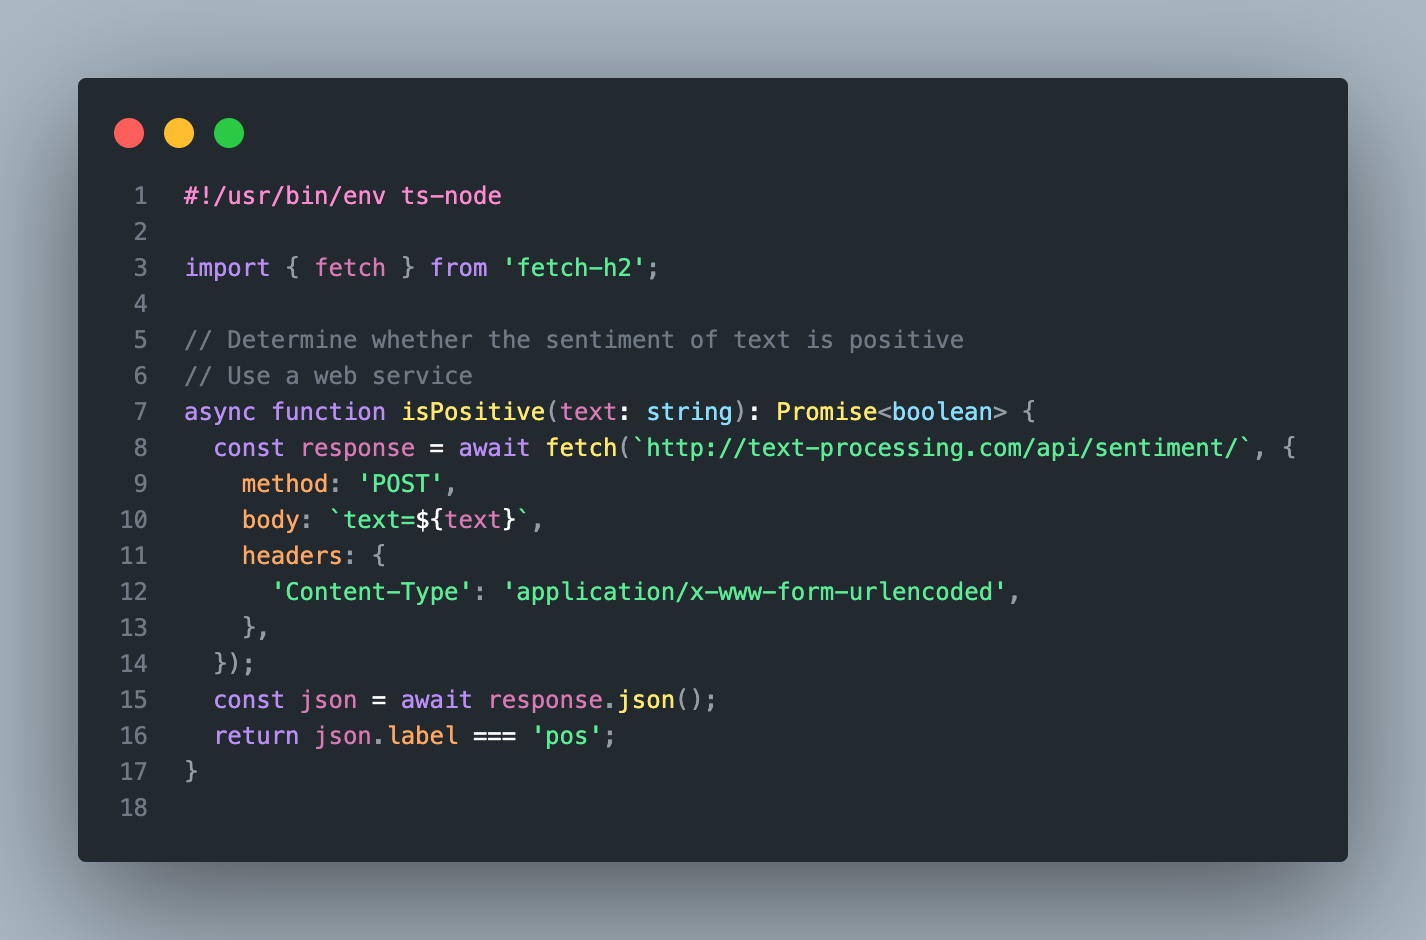 1 #!/usr/bin/env ts-node
2
3 import { fetch } from 'fetch-h2';
4
5 // Determine whether the sentiment of text is positive
6 // Use a web service
7 async function isPositive(text: string): Promise<boolean> {
8   const response = await fetch(`http://text-processing.com/api/sentiment/`, {
9     method: 'POST',
10     body: `text=${text}`,
11     headers: {
12       'Content-Type': 'application/x-www-form-urlencoded',
13     },
14   });
15   const json = await response.json();
16   return json.label === 'pos';
17 }
18